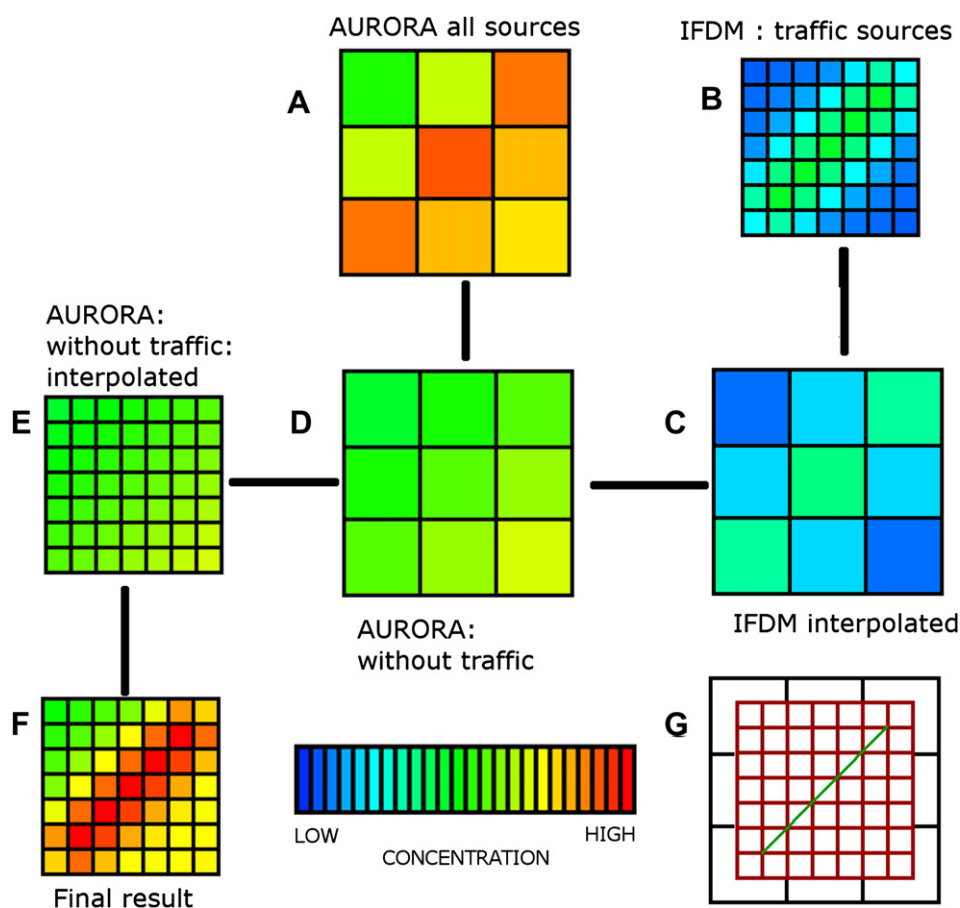 AURORA all sources
IFDM : traffic sources
A
B
AURORA:
without traffic:
interpolated
E
D
C
AURORA:
without traffic
IFDM interpolated
F
G
LOW
HIGH
CONCENTRATION
Final result